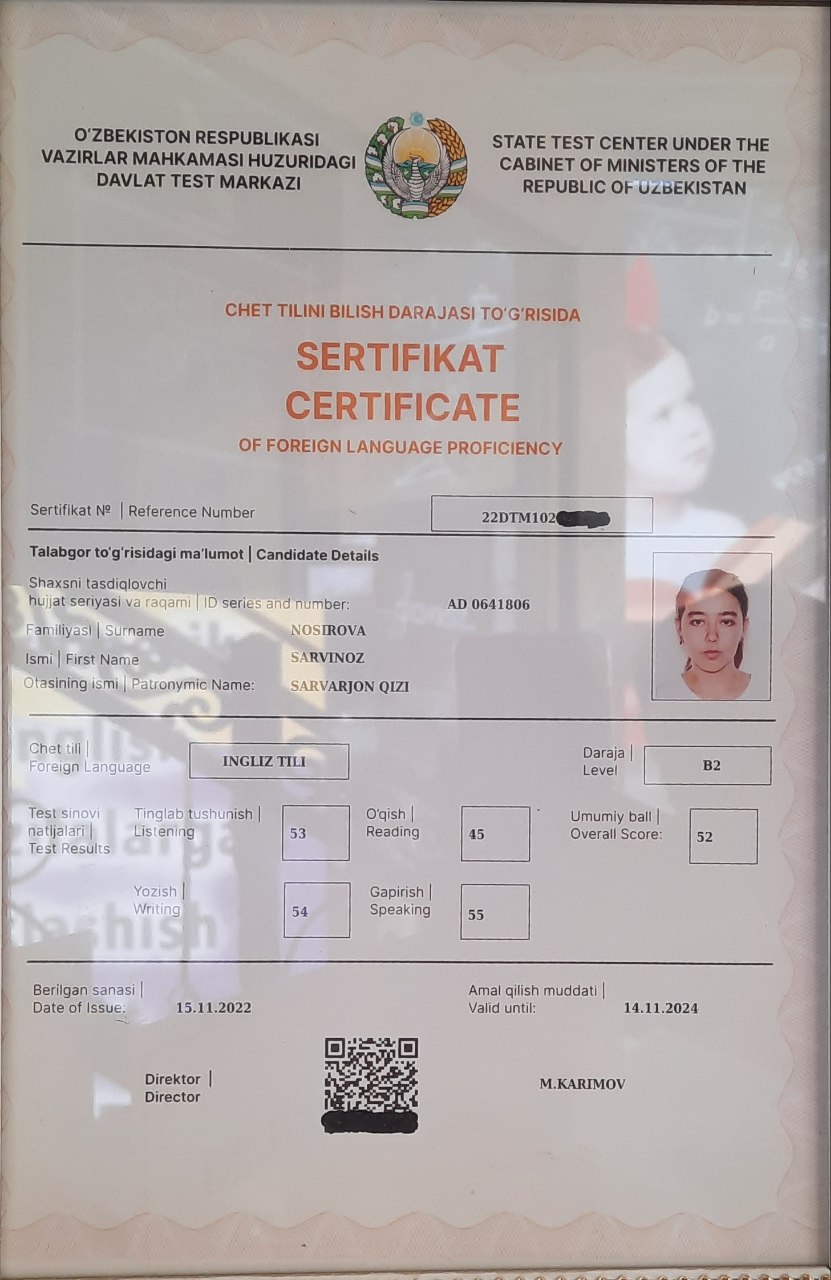 O'ZBEKISTON RESPUBLIKASI
VAZIRLAR MAHKAMASI HUZURIDAGI
DAVLAT TEST MARKAZI
STATE TEST CENTER UNDER THE
CABINET OF MINISTERS OF THE
REPUBLIC OF UZBEKISTAN
CHET TILINI BILISH DARAJASI TO'G'RISIDA
SERTIFIKAT
CERTIFICATE
OF FOREIGN LANGUAGE PROFICIENCY
Sertifikat № | Reference Number 22DTM102
Talabgor to'g'risidagi ma'lumot | Candidate Details
Shaxsni tasdiqlovchi
hujjat seriyasi va raqami | ID series and number: AD 0641806
Familiyasi | Surname NOSIROVA
Ismi | First Name SARVINOZ
Otasining ismi | Patronymic Name: SARVARJON QIZI
Chet tili |
Foreign Language
INGLIZ TILI
Daraja |
Level
B2
Test sinovi
natijalari |
Test Results
Tinglab tushunish |
Listening
53
O'qish |
Reading
45
Umumiy ball |
Overall Score:
52
Yozish |
Writing
54
Gapirish |
Speaking
55
Berilgan sanasi |
Date of Issue: 15.11.2022
Amal qilish muddati |
Valid until: 14.11.2024
Direktor |
Director
M.KARIMOV